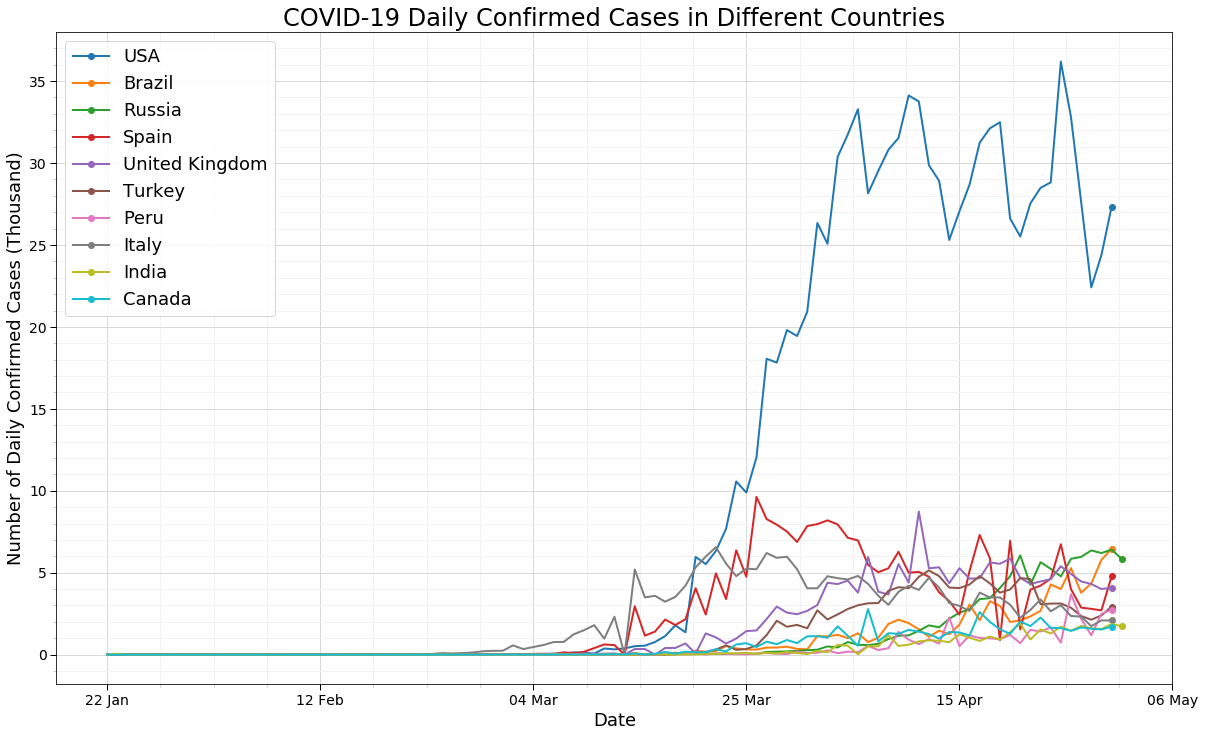 COVID-19 Daily Confirmed Cases in Different Countries
USA
Brazil
Russia
Spain
United Kingdom
Turkey
Peru
Italy
India
Canada
Number of Daily Confirmed Cases (Thousand)
35
30
25
20
15
10
5
0
22 Jan
12 Feb
04 Mar
25 Mar
15 Apr
06 May
Date